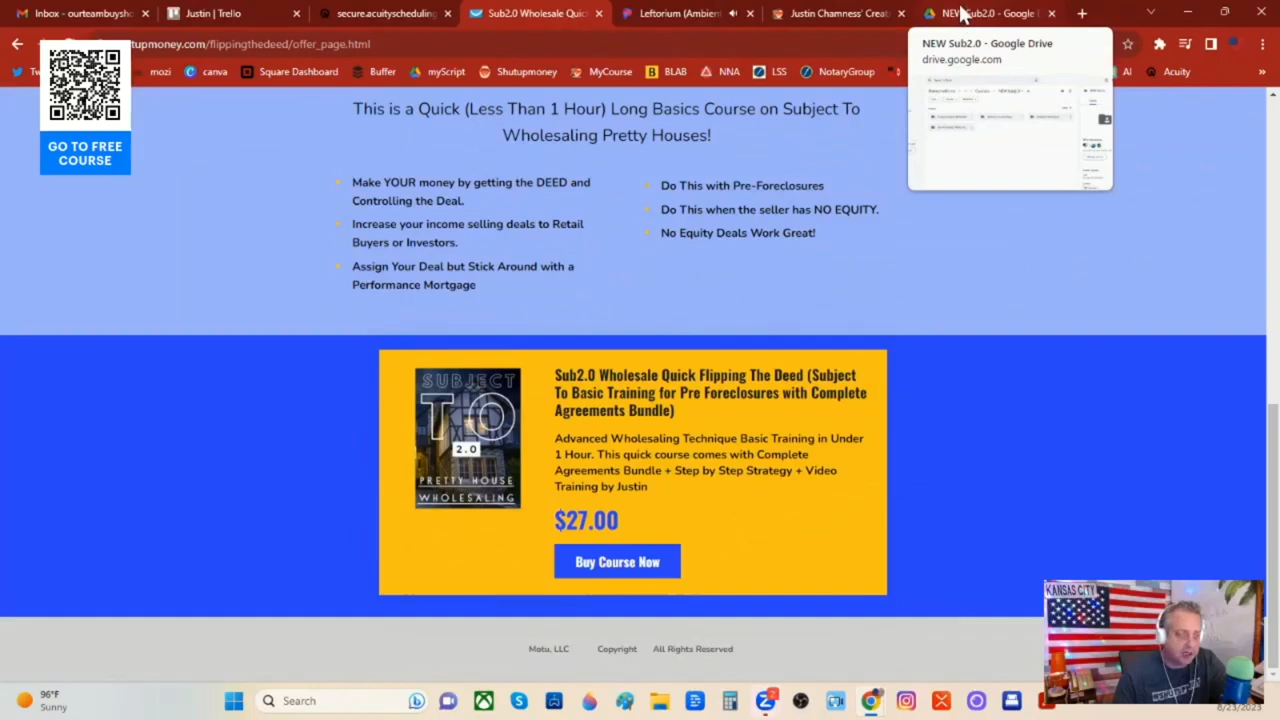 Inbox - ourteambuysho
Justin | Trello
secure.acuityscheduling
Sub2.0 Wholesale Quic
Leftorium (Ambien
Justin Chamness' Creat
NEW Sub2.0 - Google D
utupmoney.com/flippingthedeed/offer_page.html
Tw
mozi
canva
Square Dashboard
Buffer
myScript
Shutupmoney
MyCourse
BLAB
NNA
LSS
NotaryGroup
AI
Acuity
NEW Sub2.0 - Google Drive
drive.google.com
GO TO FREE
COURSE
This is a Quick (Less Than 1 Hour) Long Basics Course on Subject To
Wholesaling Pretty Houses!
Make YOUR money by getting the DEED and
Controlling the Deal.
Increase your income selling deals to Retail
Buyers or Investors.
Assign Your Deal but Stick Around with a
Performance Mortgage
Do This with Pre-Foreclosures
Do This when the seller has NO EQUITY.
No Equity Deals Work Great!
SUBJECT
TO
2.0
PRETTY HOUSE
WHOLESALING
Sub2.0 Wholesale Quick Flipping The Deed (Subject
To Basic Training for Pre Foreclosures with Complete
Agreements Bundle)
Advanced Wholesaling Technique Basic Training in Under
1 Hour. This quick course comes with Complete
Agreements Bundle + Step by Step Strategy + Video
Training by Justin
$27.00
Buy Course Now
KANSAS CITY
Motu, LLC
Copyright
All Rights Reserved
96°F
Sunny
Search
2
8/23/2023